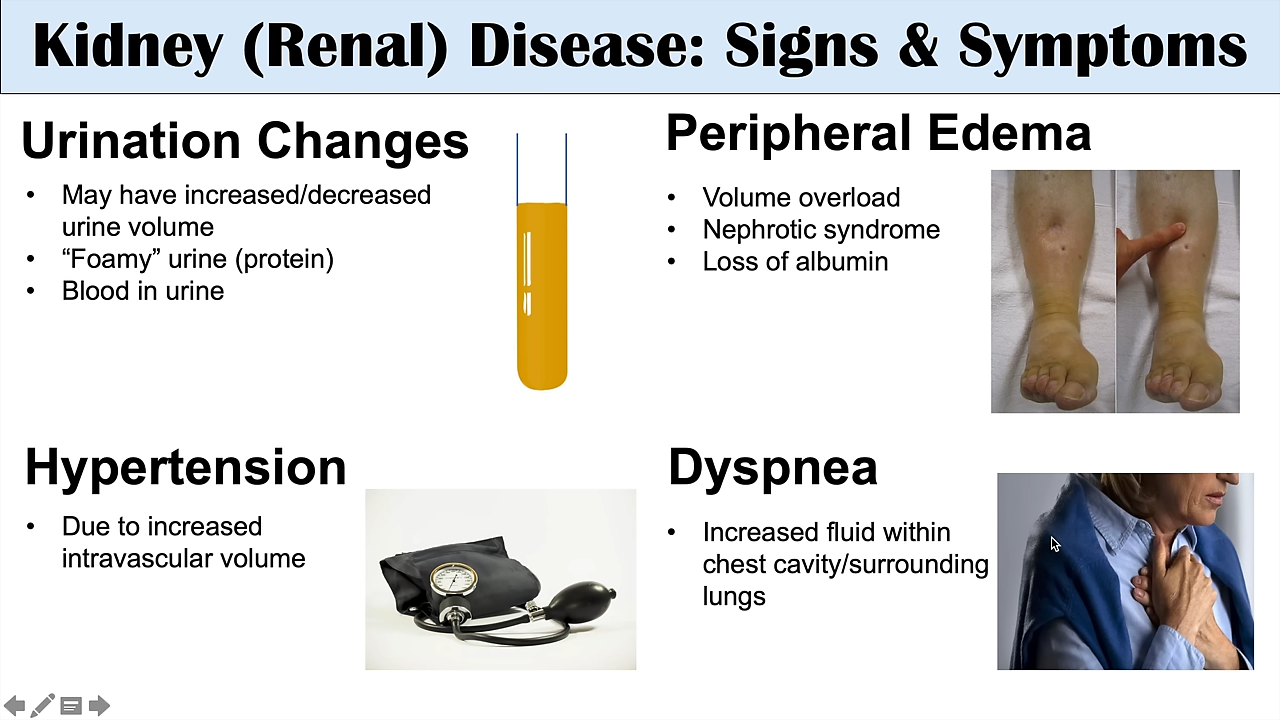 Kidney (Renal) Disease: Signs & Symptoms
Urination Changes
• May have increased/decreased
urine volume
• “Foamy” urine (protein)
• Blood in urine
Peripheral Edema
• Volume overload
• Nephrotic syndrome
• Loss of albumin
Hypertension
• Due to increased
intravascular volume
Dyspnea
• Increased fluid within
chest cavity/surrounding
lungs